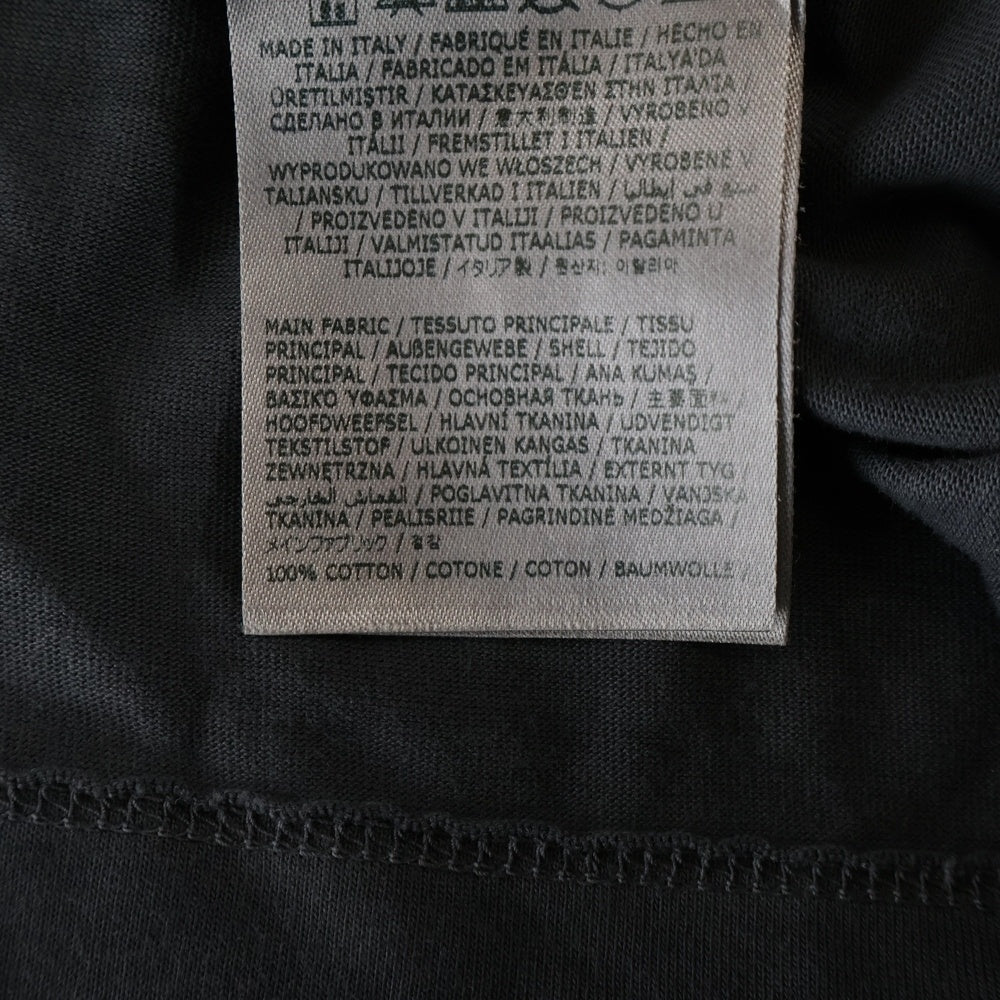 MADE IN ITALY / FABRIQUÉ EN ITALIE / HECHO EN
ITALIA / FABRICADO EM ITÁLIA / ITALYA'DA
ÜRETILMISTIR / ΚΑΤΑΣΚΕΥΑΣΘΕΝ ΣΤΗΝ ΙΤΑΛΙΑ
СДЕЛАНО В ИТАЛИИ / 意大利制造 / VYROBENO
ITÁLII / FREMSTILLET I ITALIEN /
WYPRODUKOWANO WE WŁOSZECH / VYROBENÉ
TALIANSKU / TILLVERKAD I ITALIEN / صنع في إيطاليا
/ PROIZVEDENO V ITALIJI / PROIZVEDENO U
ITALIJI / VALMISTATUD ITAALIAS / PAGAMINTA
ITALIJOJE / イタリア製 / 원산지: 이탈리아
MAIN FABRIC / TESSUTO PRINCIPALE / TISSU
PRINCIPAL / AUßENGEWEBE / SHELL / TEJIDO
PRINCIPAL / TECIDO PRINCIPAL / ANA KUMAŞ /
ΒΑΣΙΚΌ ΎΦΑΣΜΑ / ОСНОВНАЯ ТКАНЬ / 主要面料 /
HOOFDWEEFSEL / HLAVNÍ TKANINA / UDVENDIGT
TEKSTILSTOF / ULKOINEN KANGAS / TKANINA
ZEWNĘTRZNA / HLAVNÁ TEXTÍLIA / EXTERNT TYG /
القماش الخارجي / POGLAVITNA TKANINA / VANJSKA
TKANINA / PEALISRIIE / PAGRINDINĖ MEDŽIAGA /
メインファブリック / 겉감
100% COTTON / COTONE / COTON / BAUMWOLLE /